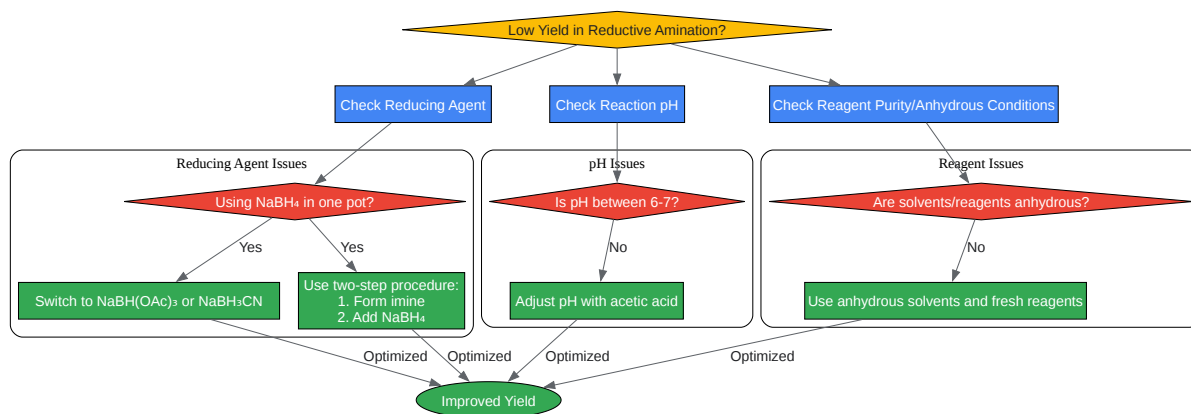 Low Yield in Reductive Amination?
Check Reducing Agent
Check Reaction pH
Check Reagent Purity/Anhydrous Conditions
Reducing Agent Issues
pH Issues
Reagent Issues
Using NaBH₄ in one pot?
Is pH between 6-7?
Are solvents/reagents anhydrous?
Yes
Yes
No
No
Switch to NaBH(OAc)₃ or NaBH₃CN
Use two-step procedure:
1. Form imine
2. Add NaBH₄
Adjust pH with acetic acid
Use anhydrous solvents and fresh reagents
Optimized
Optimized
Optimized
Optimized
Improved Yield